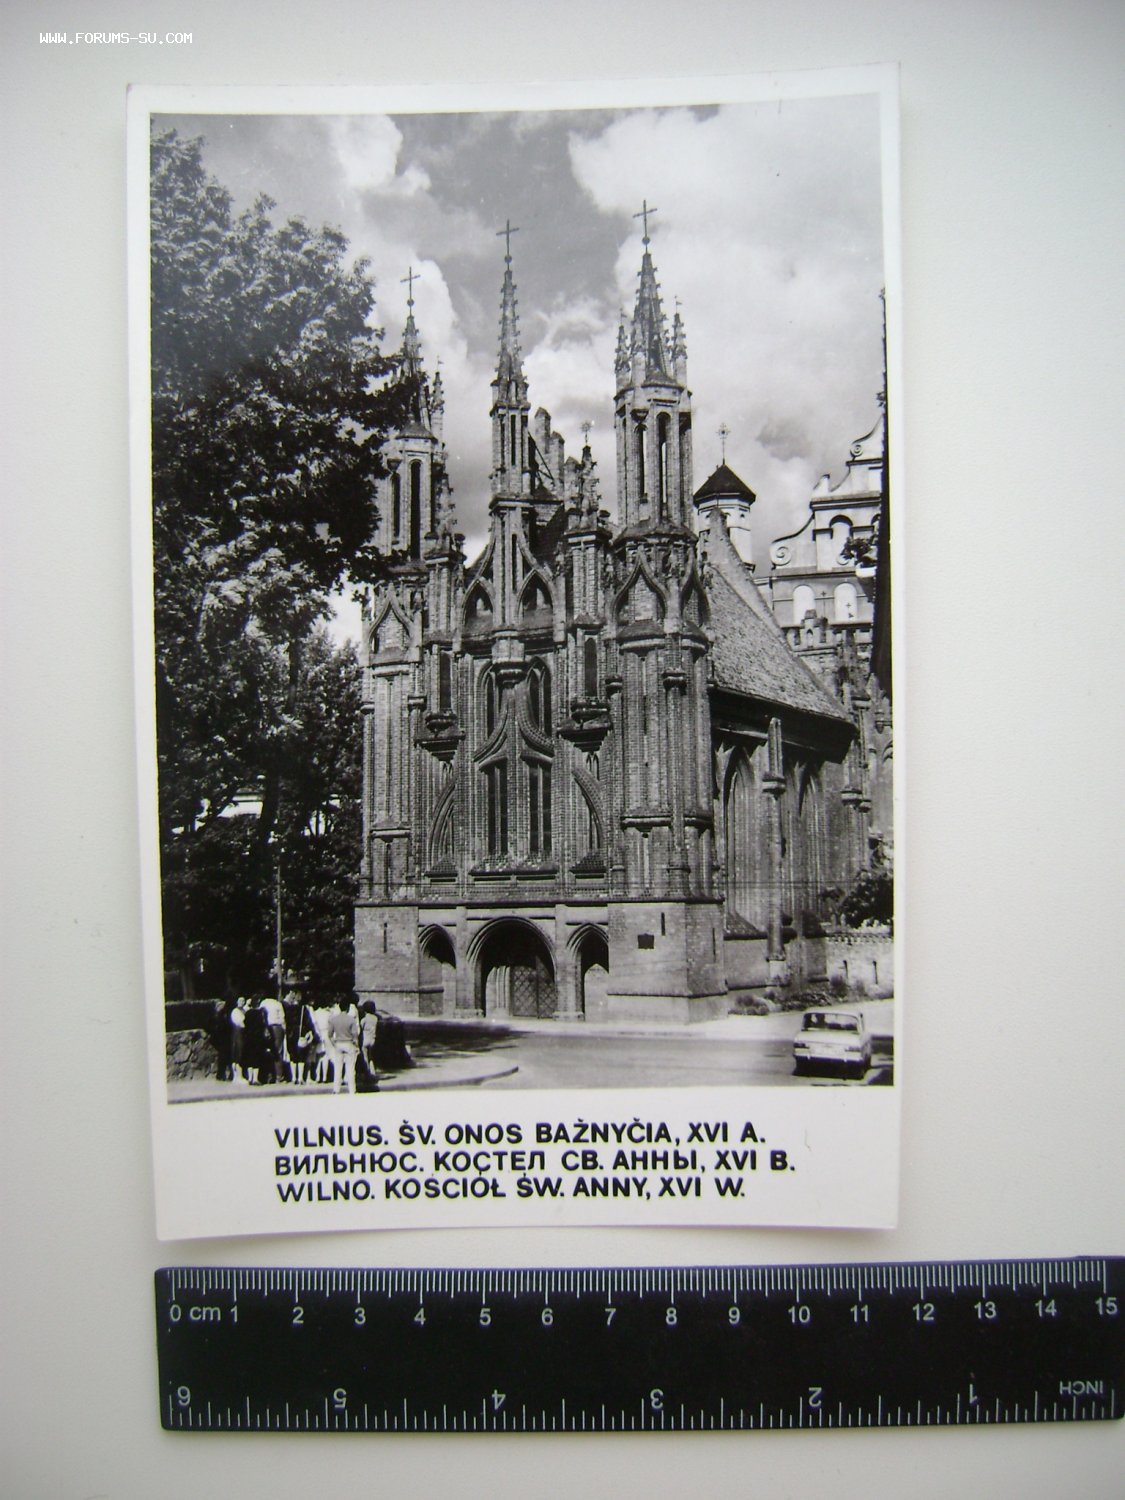 WWW.FORUMS-SU.COM
VILNIUS. ŠV. ONOS BAŽNYČIA, XVI A.
ВИЛЬНЮС. КОСТЕЛ СВ. АННЫ, XVI В.
WILNO. KOŚCIÓŁ ŚW. ANNY, XVI W.
0 cm 1 2 3 4 5 6 7 8 9 10 11 12 13 14 15
6 5 4 3 2 1 INCH